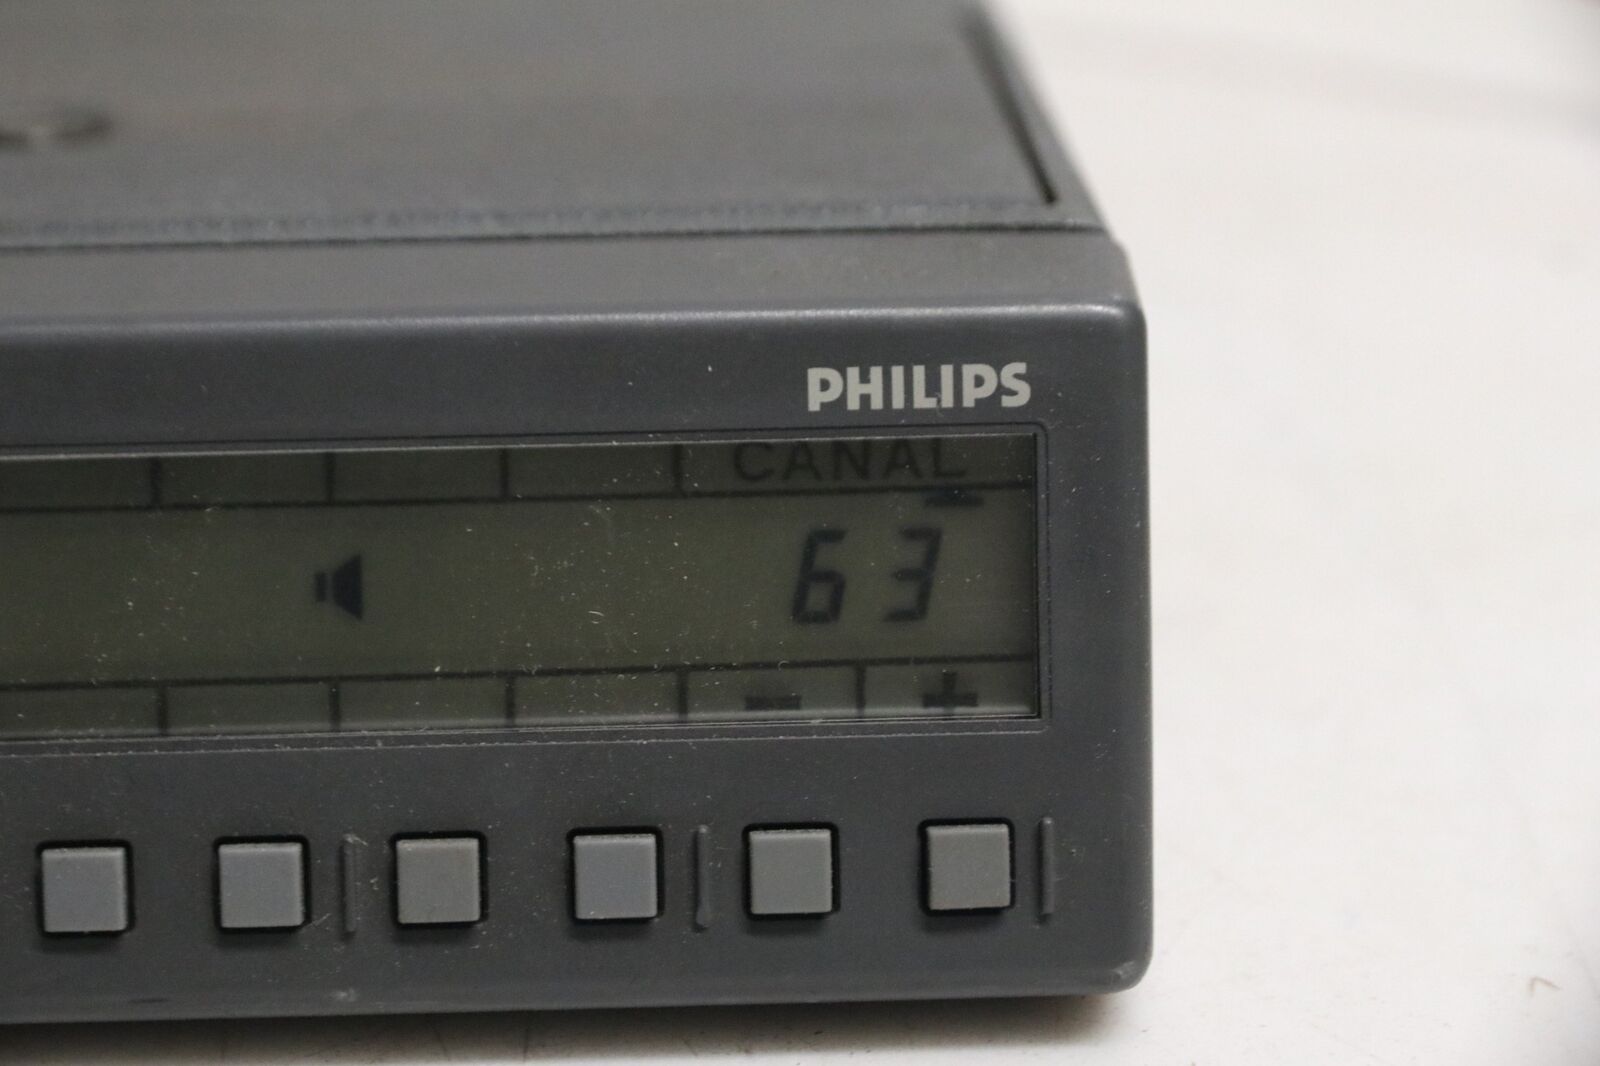 PHILIPS
CANAL
63
- +